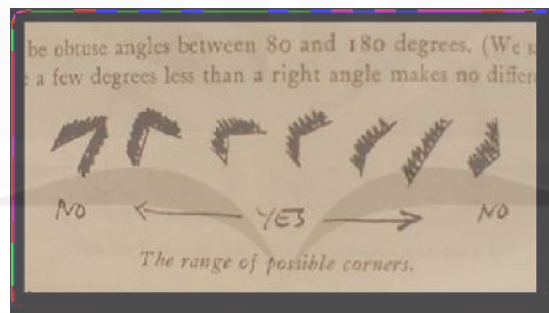 be obtuse angles between 80 and 180 degrees. (We
a few degrees less than a right angle makes no
NO YES NO
The range of possible corners.